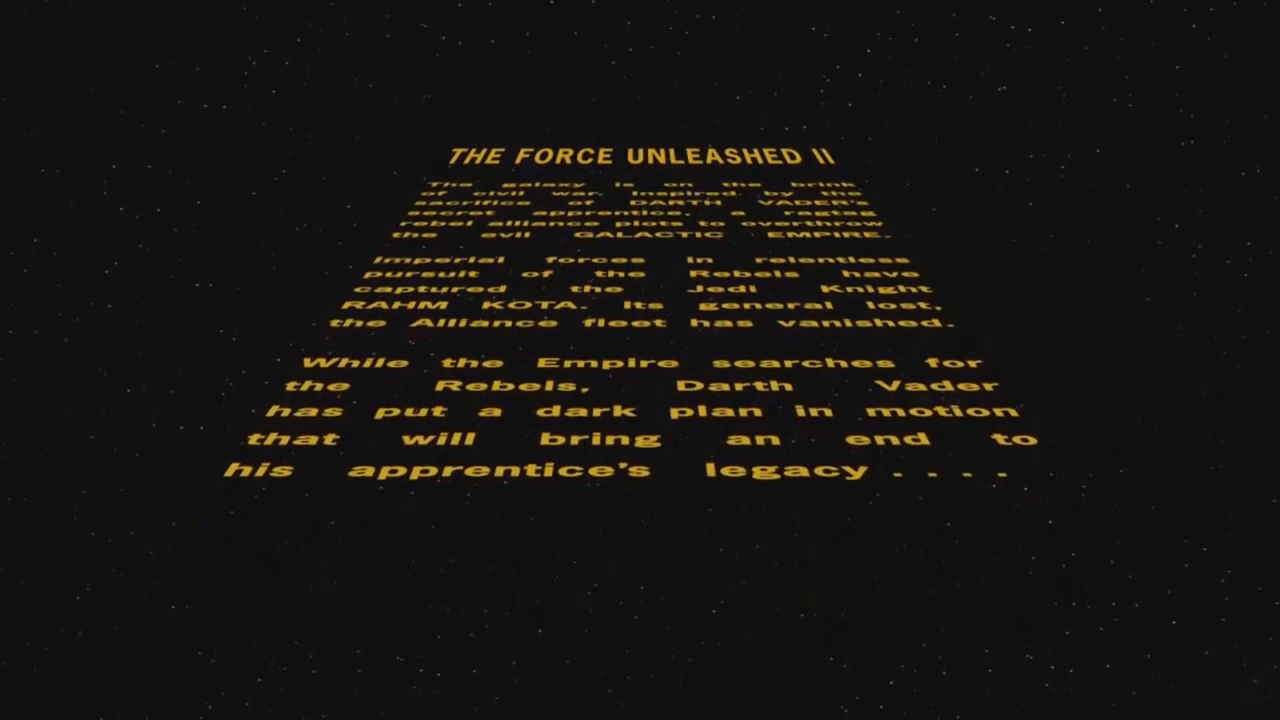 THE FORCE UNLEASHED II
The galaxy is on the brink
of civil war. Inspired by the
sacrifice of DARTH VADER's
secret apprentice, a ragtag
rebel alliance plots to overthrow
the evil GALACTIC EMPIRE.
Imperial forces in relentless
pursuit of the Rebels have
captured the Jedi Knight
RAHM KOTA. Its general lost,
the Alliance fleet has vanished.
While the Empire searches for
the Rebels, Darth Vader
has put a dark plan in motion
that will bring an end to
his apprentice's legacy . . . .